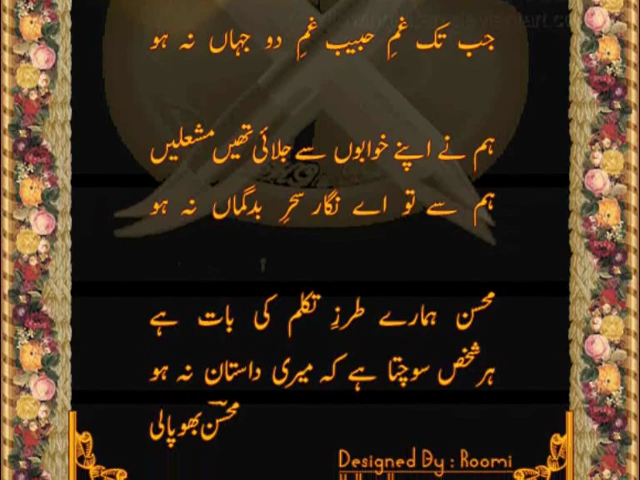 جب تک غمِ حبیب غمِ دو جہاں نہ ہو
ہم نے اپنے خوابوں سے جلائی تھیں مشعلیں
ہم سے تو اے نگار سحرِ بدگماں نہ ہو
محسن ہمارے طرزِ تکلم کی بات ہے
ہر شخص سوچتا ہے کہ میری داستان نہ ہو
محسن بھوپالی
Designed By : Roomi